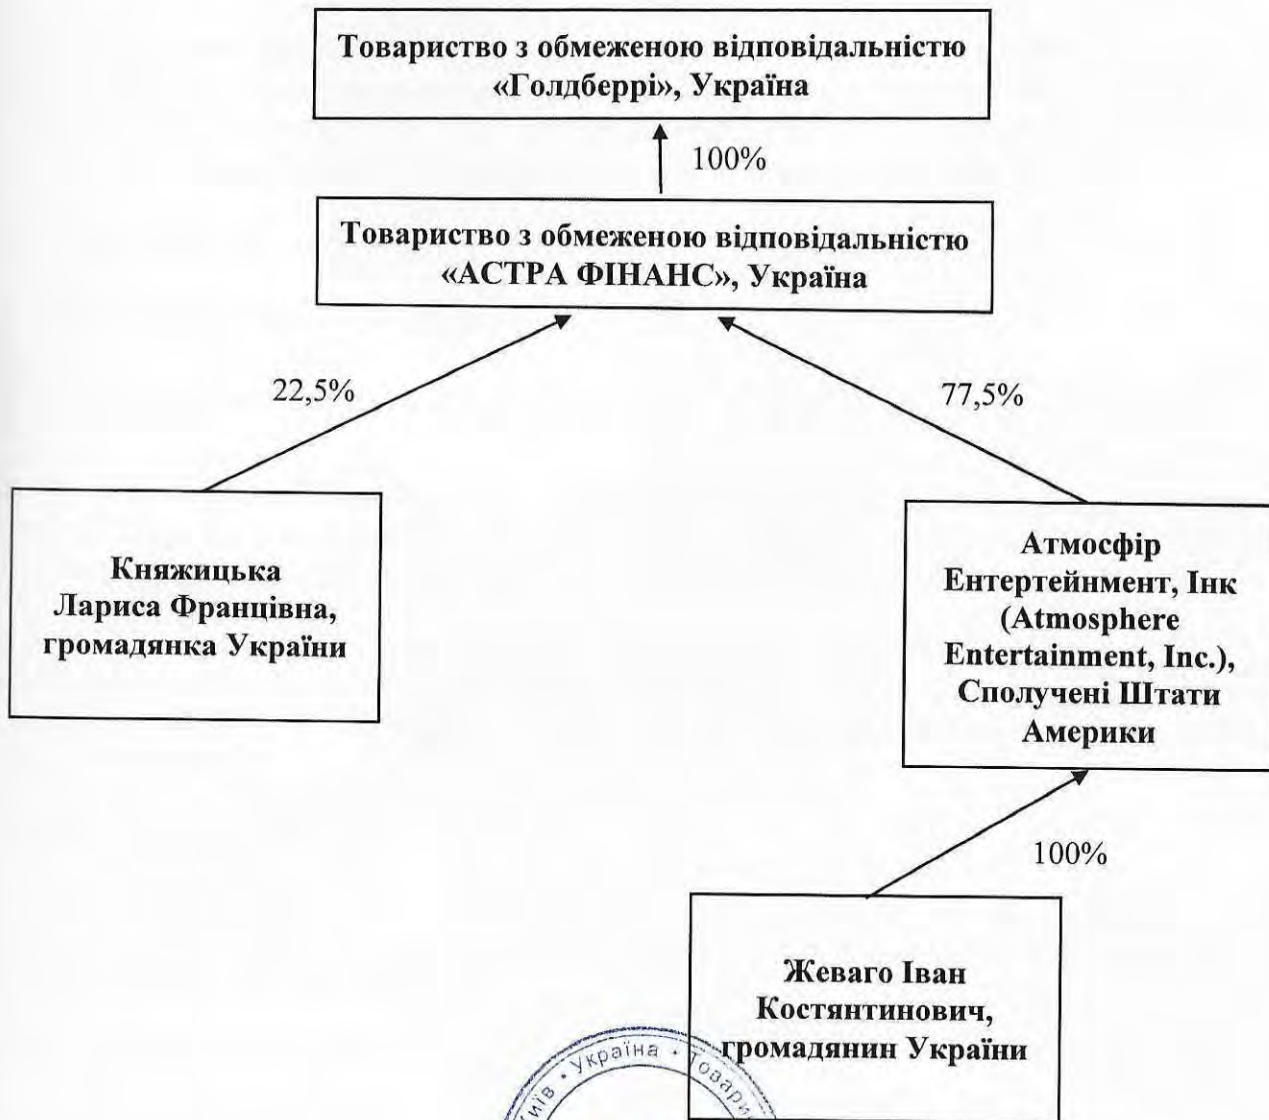 Товариство з обмеженою відповідальністю
«Голдберрі», Україна
100%
Товариство з обмеженою відповідальністю
«АСТРА ФІНАНС», Україна
22,5%
77,5%
Княжицька
Лариса Францівна,
громадянка України
Атмосфір
Ентертейнмент, Інк
(Atmosphere
Entertainment, Inc.),
Сполучені Штати
Америки
100%
Жеваго Іван
Костянтинович,
громадянин України
Україна •